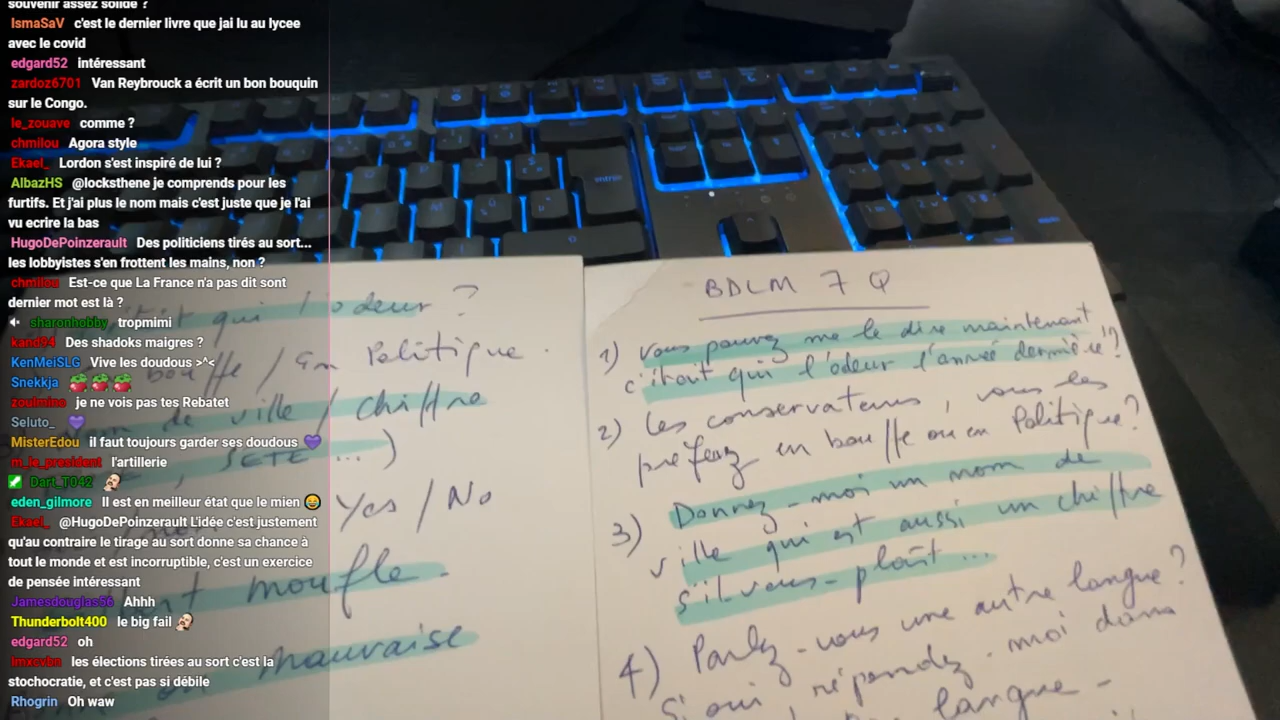 souvenir assez solide ?
IsmaSaV c'est le dernier livre que jai lu au lycee
avec le covid
edgard52 intéressant
zardoz6701 Van Reybrouck a écrit un bon bouquin
sur le Congo.
le_zouave comme ?
chmilou Agora style
Ekael_ Lordon s'est inspiré de lui ?
AlbazHS @locksthene je comprends pour les
furtifs. Et j'ai plus le nom mais c'est juste que je l'ai
vu ecrire la bas
HugoDePoinzerault Des politiciens tirés au sort...
les lobbyistes s'en frottent les mains, non ?
chmilou Est-ce que La France n'a pas dit sont
dernier mot est là ?
sharonhobby tropmimi
kand94 Des shadoks maigres ?
KenMeiSLG Vive les doudous >^<
Snekkja
zoulmine je ne vois pas tes Rebatet
Seluto_
MisterEdou il faut toujours garder ses doudous
m_le_president l'artillerie
Dart_T042
eden_gilmore Il est en meilleur état que le mien
Ekael_ @HugoDePoinzerault L'idée c'est justement
qu'au contraire le tirage au sort donne sa chance à
tout le monde et est incorruptible, c'est un exercice
de pensée intéressant
Jamesdouglas56 Ahhh
Thunderbolt400 le big fail
edgard52 oh
lmxcvbn les élections tirées au sort c'est la
stochocratie, et c'est pas si débile
Rhogrin Oh waw
qui l'odeur ?
bouffe / En Politique.
de ville / chiffre
SETE ...)
Yes / No
moufle.
mauvaise
BDLM 7 Q
1) Vous pouvez me le dire maintenant
c'était qui l'odeur l'année dernière !?
2) Les conservateurs, vous les
préférez en bouffe ou en Politique ?
3) Donnez-moi un nom de
ville qui est aussi un chiffre
s'il vous-plaît ...
4) Parlez-vous une autre langue ?
Si oui répondez-moi dans
langue -
entrer